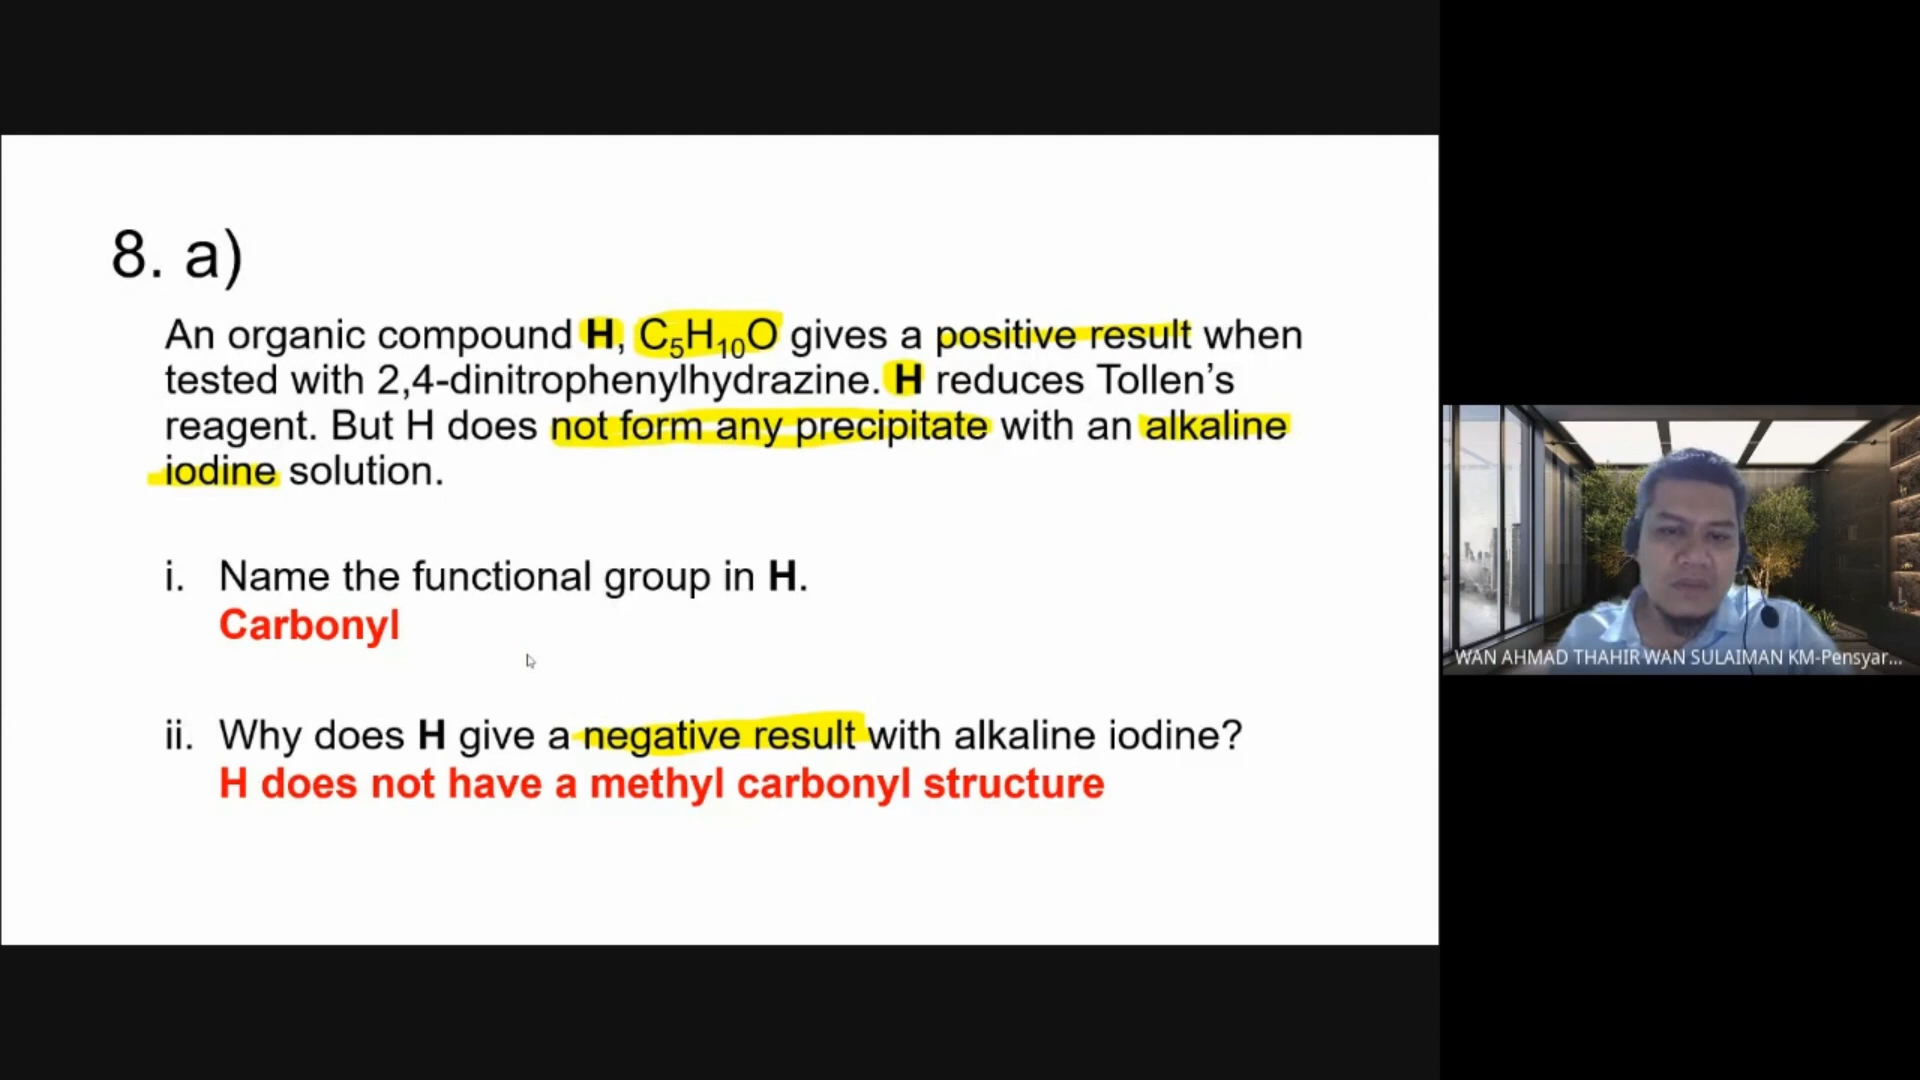 8. a)
An organic compound H, C₅H₁₀O gives a positive result when
tested with 2,4-dinitrophenylhydrazine. H reduces Tollen’s
reagent. But H does not form any precipitate with an alkaline
iodine solution.
i. Name the functional group in H.
Carbonyl
ii. Why does H give a negative result with alkaline iodine?
H does not have a methyl carbonyl structure
WAN AHMAD THAHIR WAN SULAIMAN KM-Pensyar...